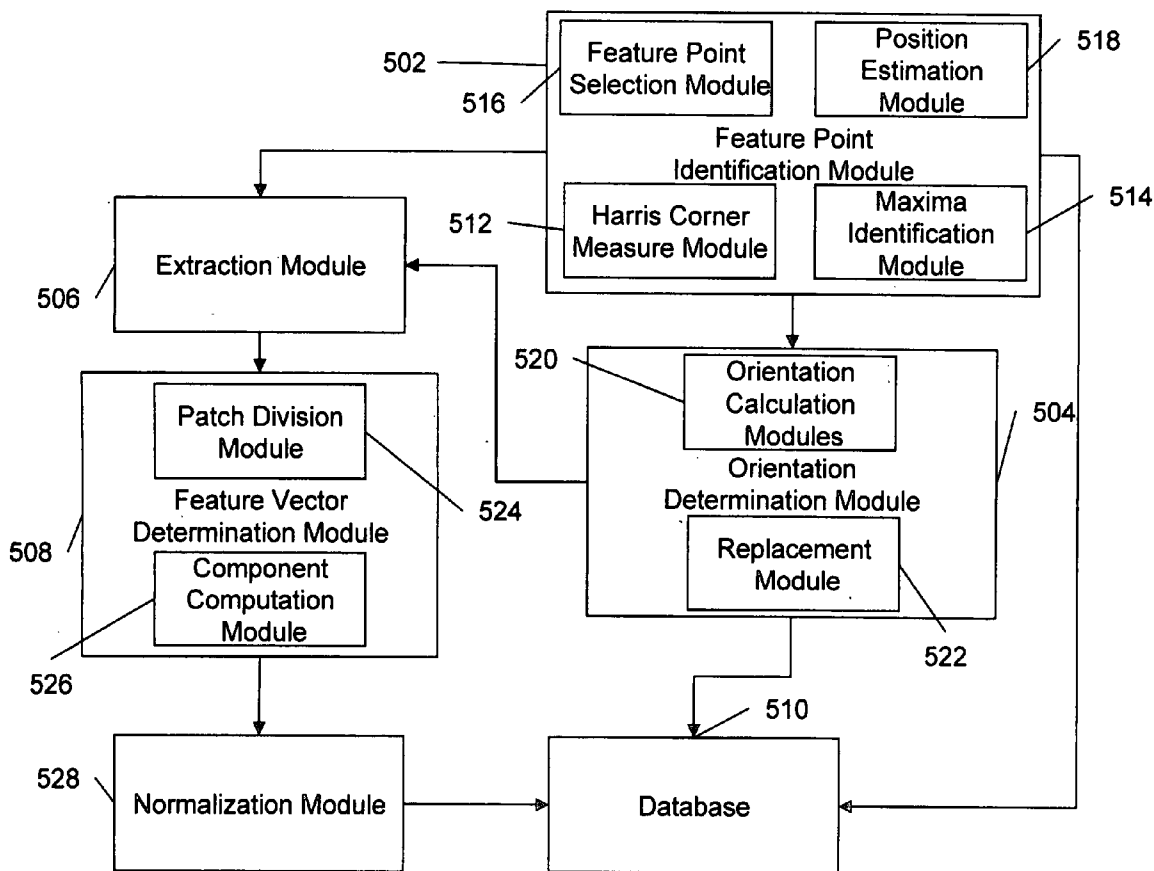 502
516
Feature Point
Selection Module
Position
Estimation
Module
518
Feature Point
Identification Module
512
Harris Corner
Measure Module
Maxima
Identification
Module
514
Extraction Module
506
520
Orientation
Calculation
Modules
504
Orientation
Determination Module
Replacement
Module
522
Patch Division
Module
524
Feature Vector
Determination Module
508
Component
Computation
Module
526
510
528
Normalization Module
Database